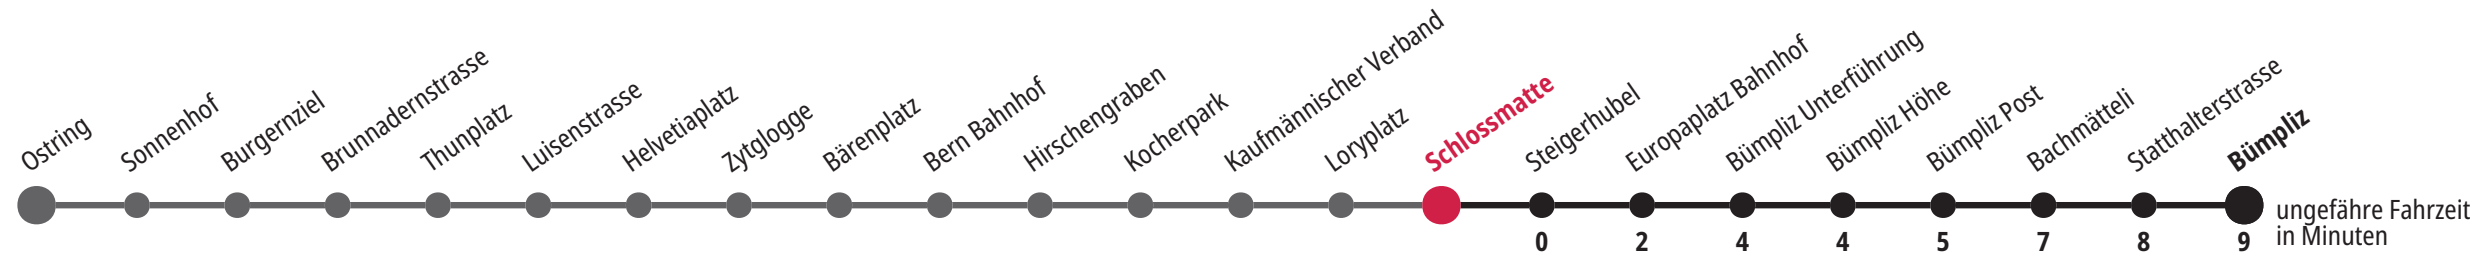 Ostring
Sonnenhof
Burgernziel
Brunnadernstrasse
Thunplatz
Luisenstrasse
Helvetiaplatz
Zytglogge
Bärenplatz
Bern Bahnhof
Hirschengraben
Kocherpark
Kaufmännischer Verband
Loryplatz
Schlossmatte
Steigerhubel
Europaplatz Bahnhof
Bümpliz Unterführung
Bümpliz Höhe
Bümpliz Post
Bachmätteli
Statthalterstrasse
Bümpliz
0 2 4 4 5 7 8 9
ungefähre Fahrzeit
in Minuten